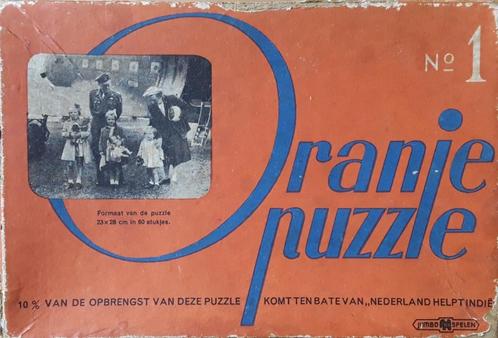 No 1
Oranje
puzzle
Formaat van de puzzle
23 x 28 cm in 60 stukjes.
10 % VAN DE OPBRENGST VAN DEZE PUZZLE KOMT TEN BATE VAN „NEDERLAND HELPT INDIË
JUMBO SPELEN